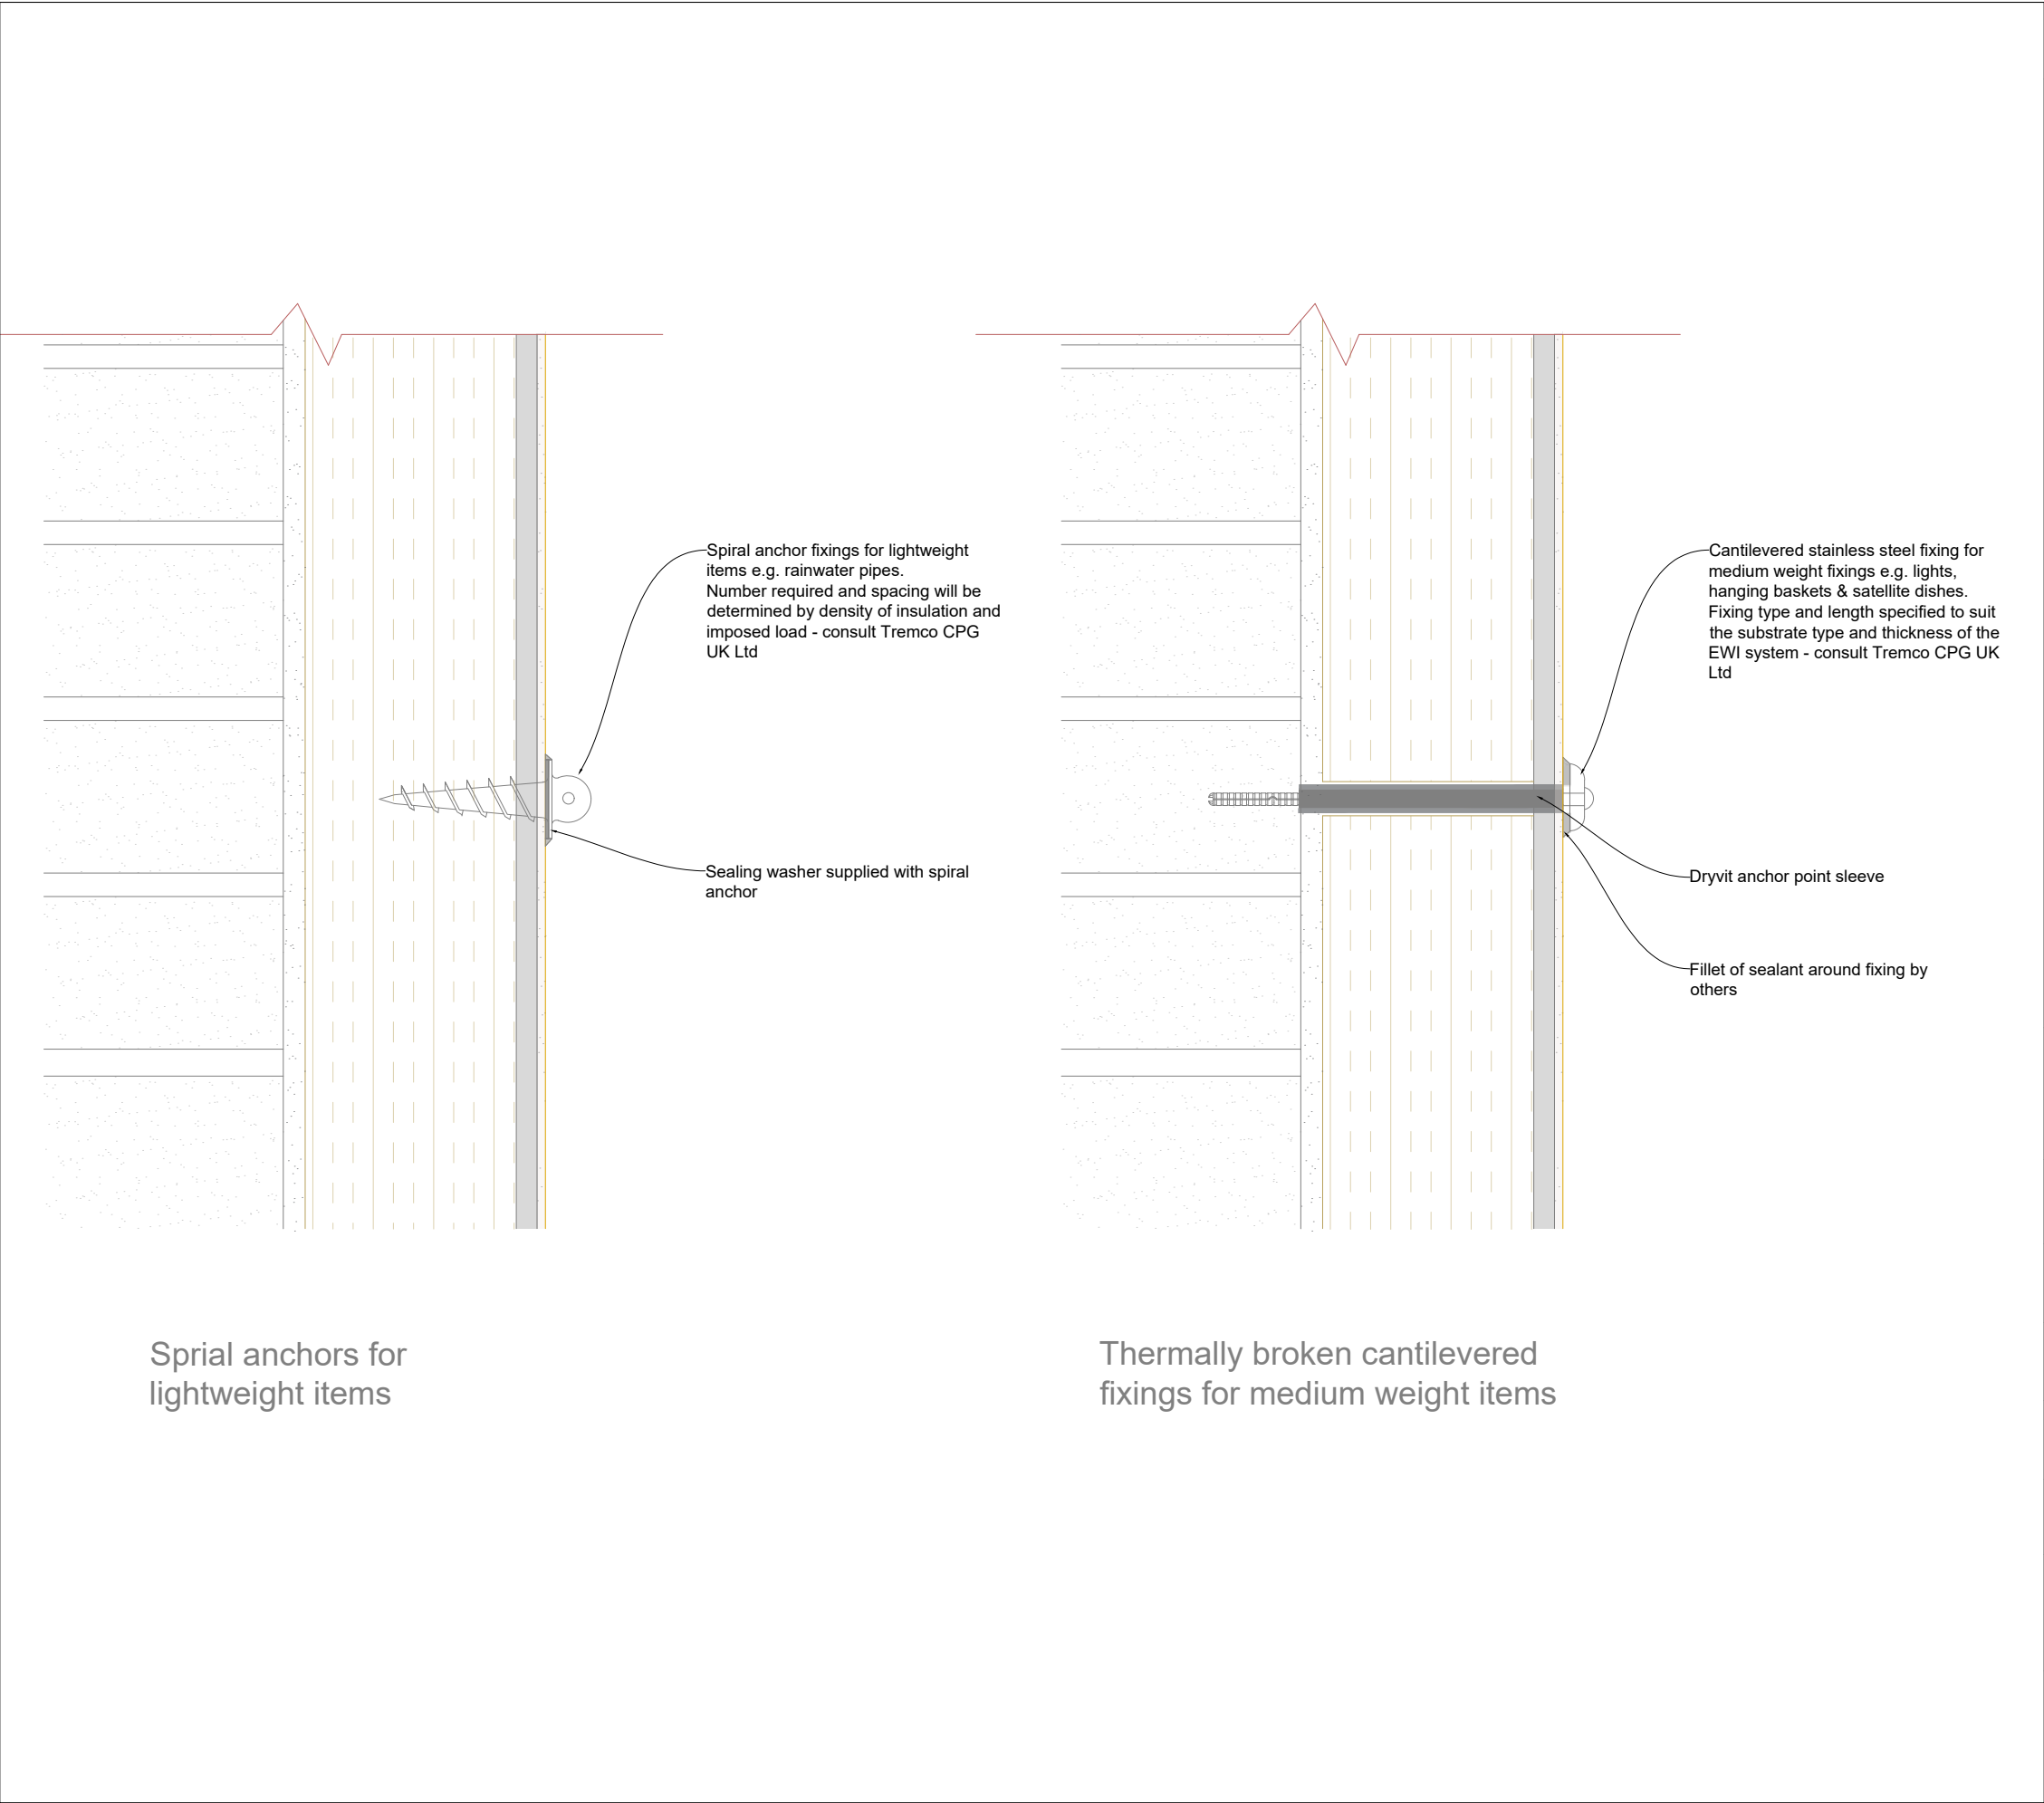 Spiral anchor fixings for lightweight
items e.g. rainwater pipes.
Number required and spacing will be
determined by density of insulation and
imposed load - consult Tremco CPG
UK Ltd
Sealing washer supplied with spiral
anchor
Sprial anchors for
lightweight items
Cantilevered stainless steel fixing for
medium weight fixings e.g. lights,
hanging baskets & satellite dishes.
Fixing type and length specified to suit
the substrate type and thickness of the
EWI system - consult Tremco CPG UK
Ltd
Dryvit anchor point sleeve
Fillet of sealant around fixing by
others
Thermally broken cantilevered
fixings for medium weight items